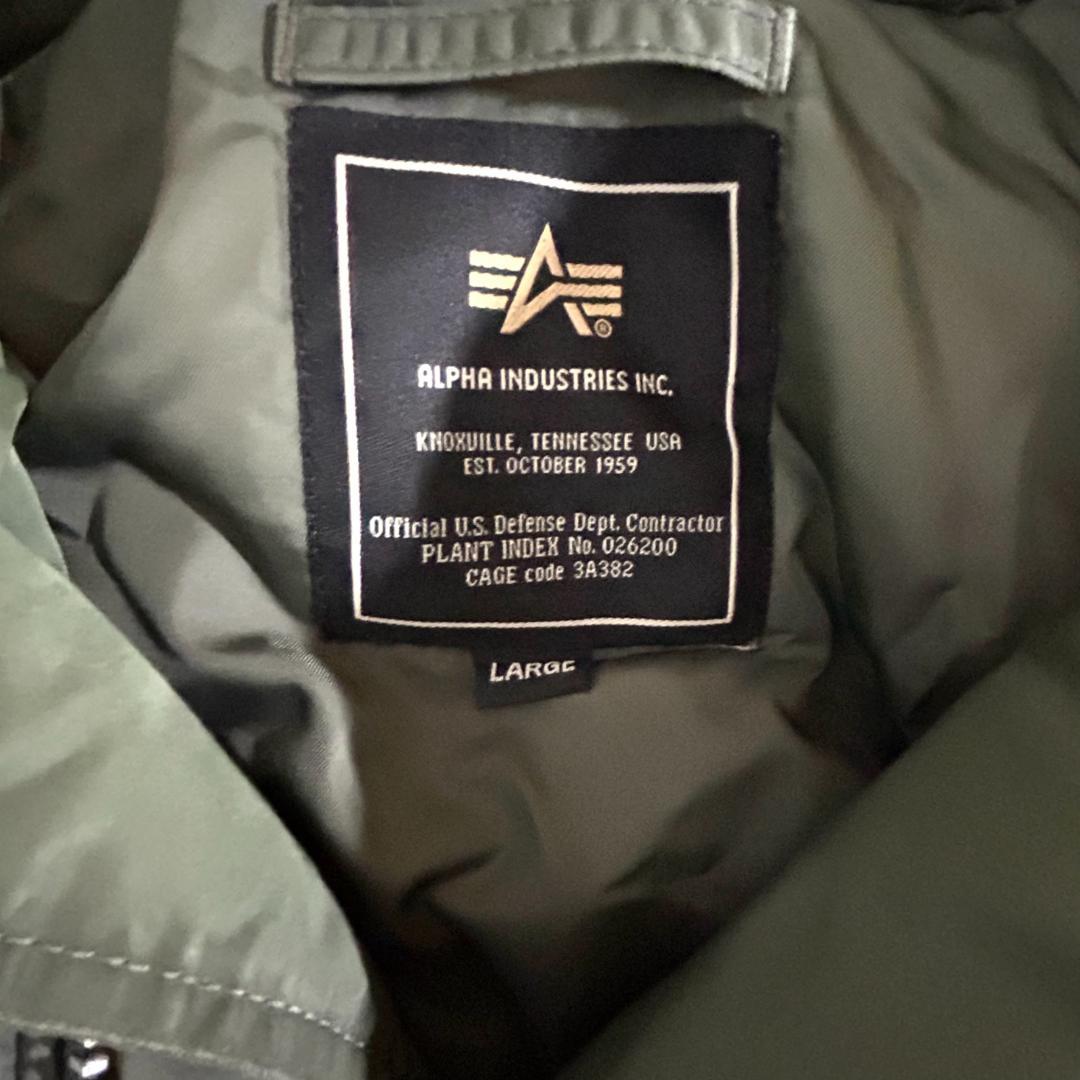 ®
ALPHA INDUSTRIES INC.
KNOXVILLE, TENNESSEE USA
EST. OCTOBER 1959
Official U.S. Defense Dept. Contractor
PLANT INDEX No. 026200
CAGE code 3A382
LARGE